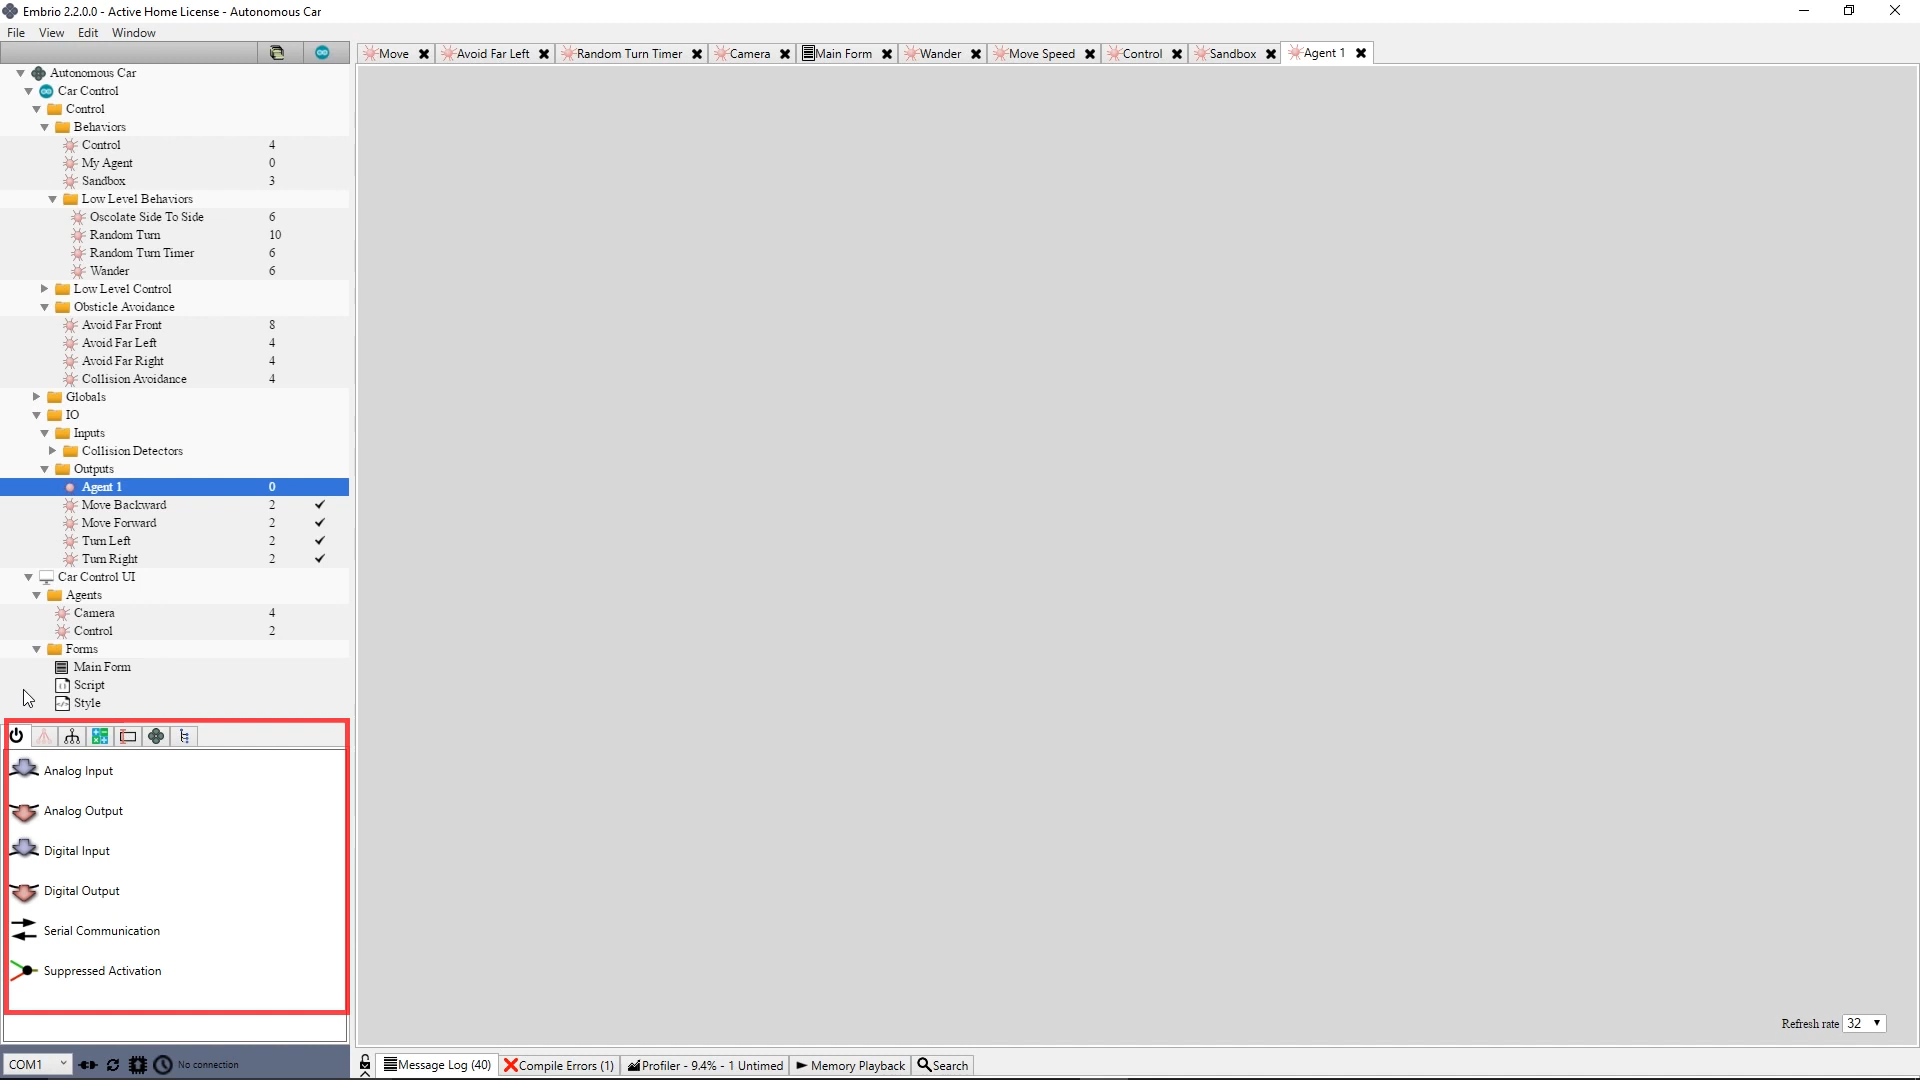 Embrio 2.2.0.0 - Active Home License - Autonomous Car
File View Edit Window
Move Avoid Far Left Random Turn Timer Camera Main Form Wander Move Speed Control Sandbox Agent 1
Autonomous Car
Car Control
Control
Behaviors
Control 4
My Agent 0
Sandbox 3
Low Level Behaviors
Oscolate Side To Side 6
Random Turn 10
Random Turn Timer 6
Wander 6
Low Level Control
Obsticle Avoidance
Avoid Far Front 8
Avoid Far Left 4
Avoid Far Right 4
Collision Avoidance 4
Globals
IO
Inputs
Collision Detectors
Outputs
Agent 1 0
Move Backward 2
Move Forward 2
Turn Left 2
Turn Right 2
Car Control UI
Agents
Camera 4
Control 2
Forms
Main Form
Script
Style
Analog Input
Analog Output
Digital Input
Digital Output
Serial Communication
Suppressed Activation
Refresh rate 32
COM1 No connection Message Log (40) Compile Errors (1) Profiler - 9.4% - 1 Untimed Memory Playback Search